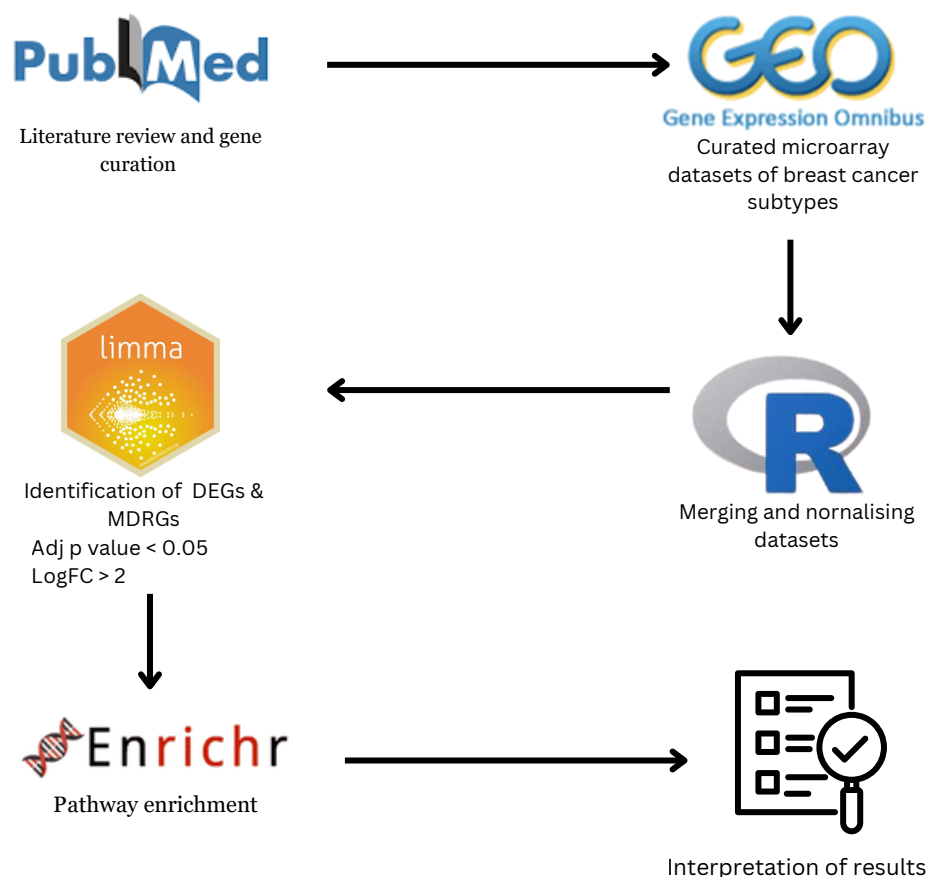 PubMed
Literature review and gene
curation
GEO
Gene Expression Omnibus
Curated microarray
datasets of breast cancer
subtypes
R
Merging and nornalising
datasets
limma
Identification of DEGs &
MDRGs
Adj p value < 0.05
LogFC > 2
Enrichr
Pathway enrichment
Interpretation of results